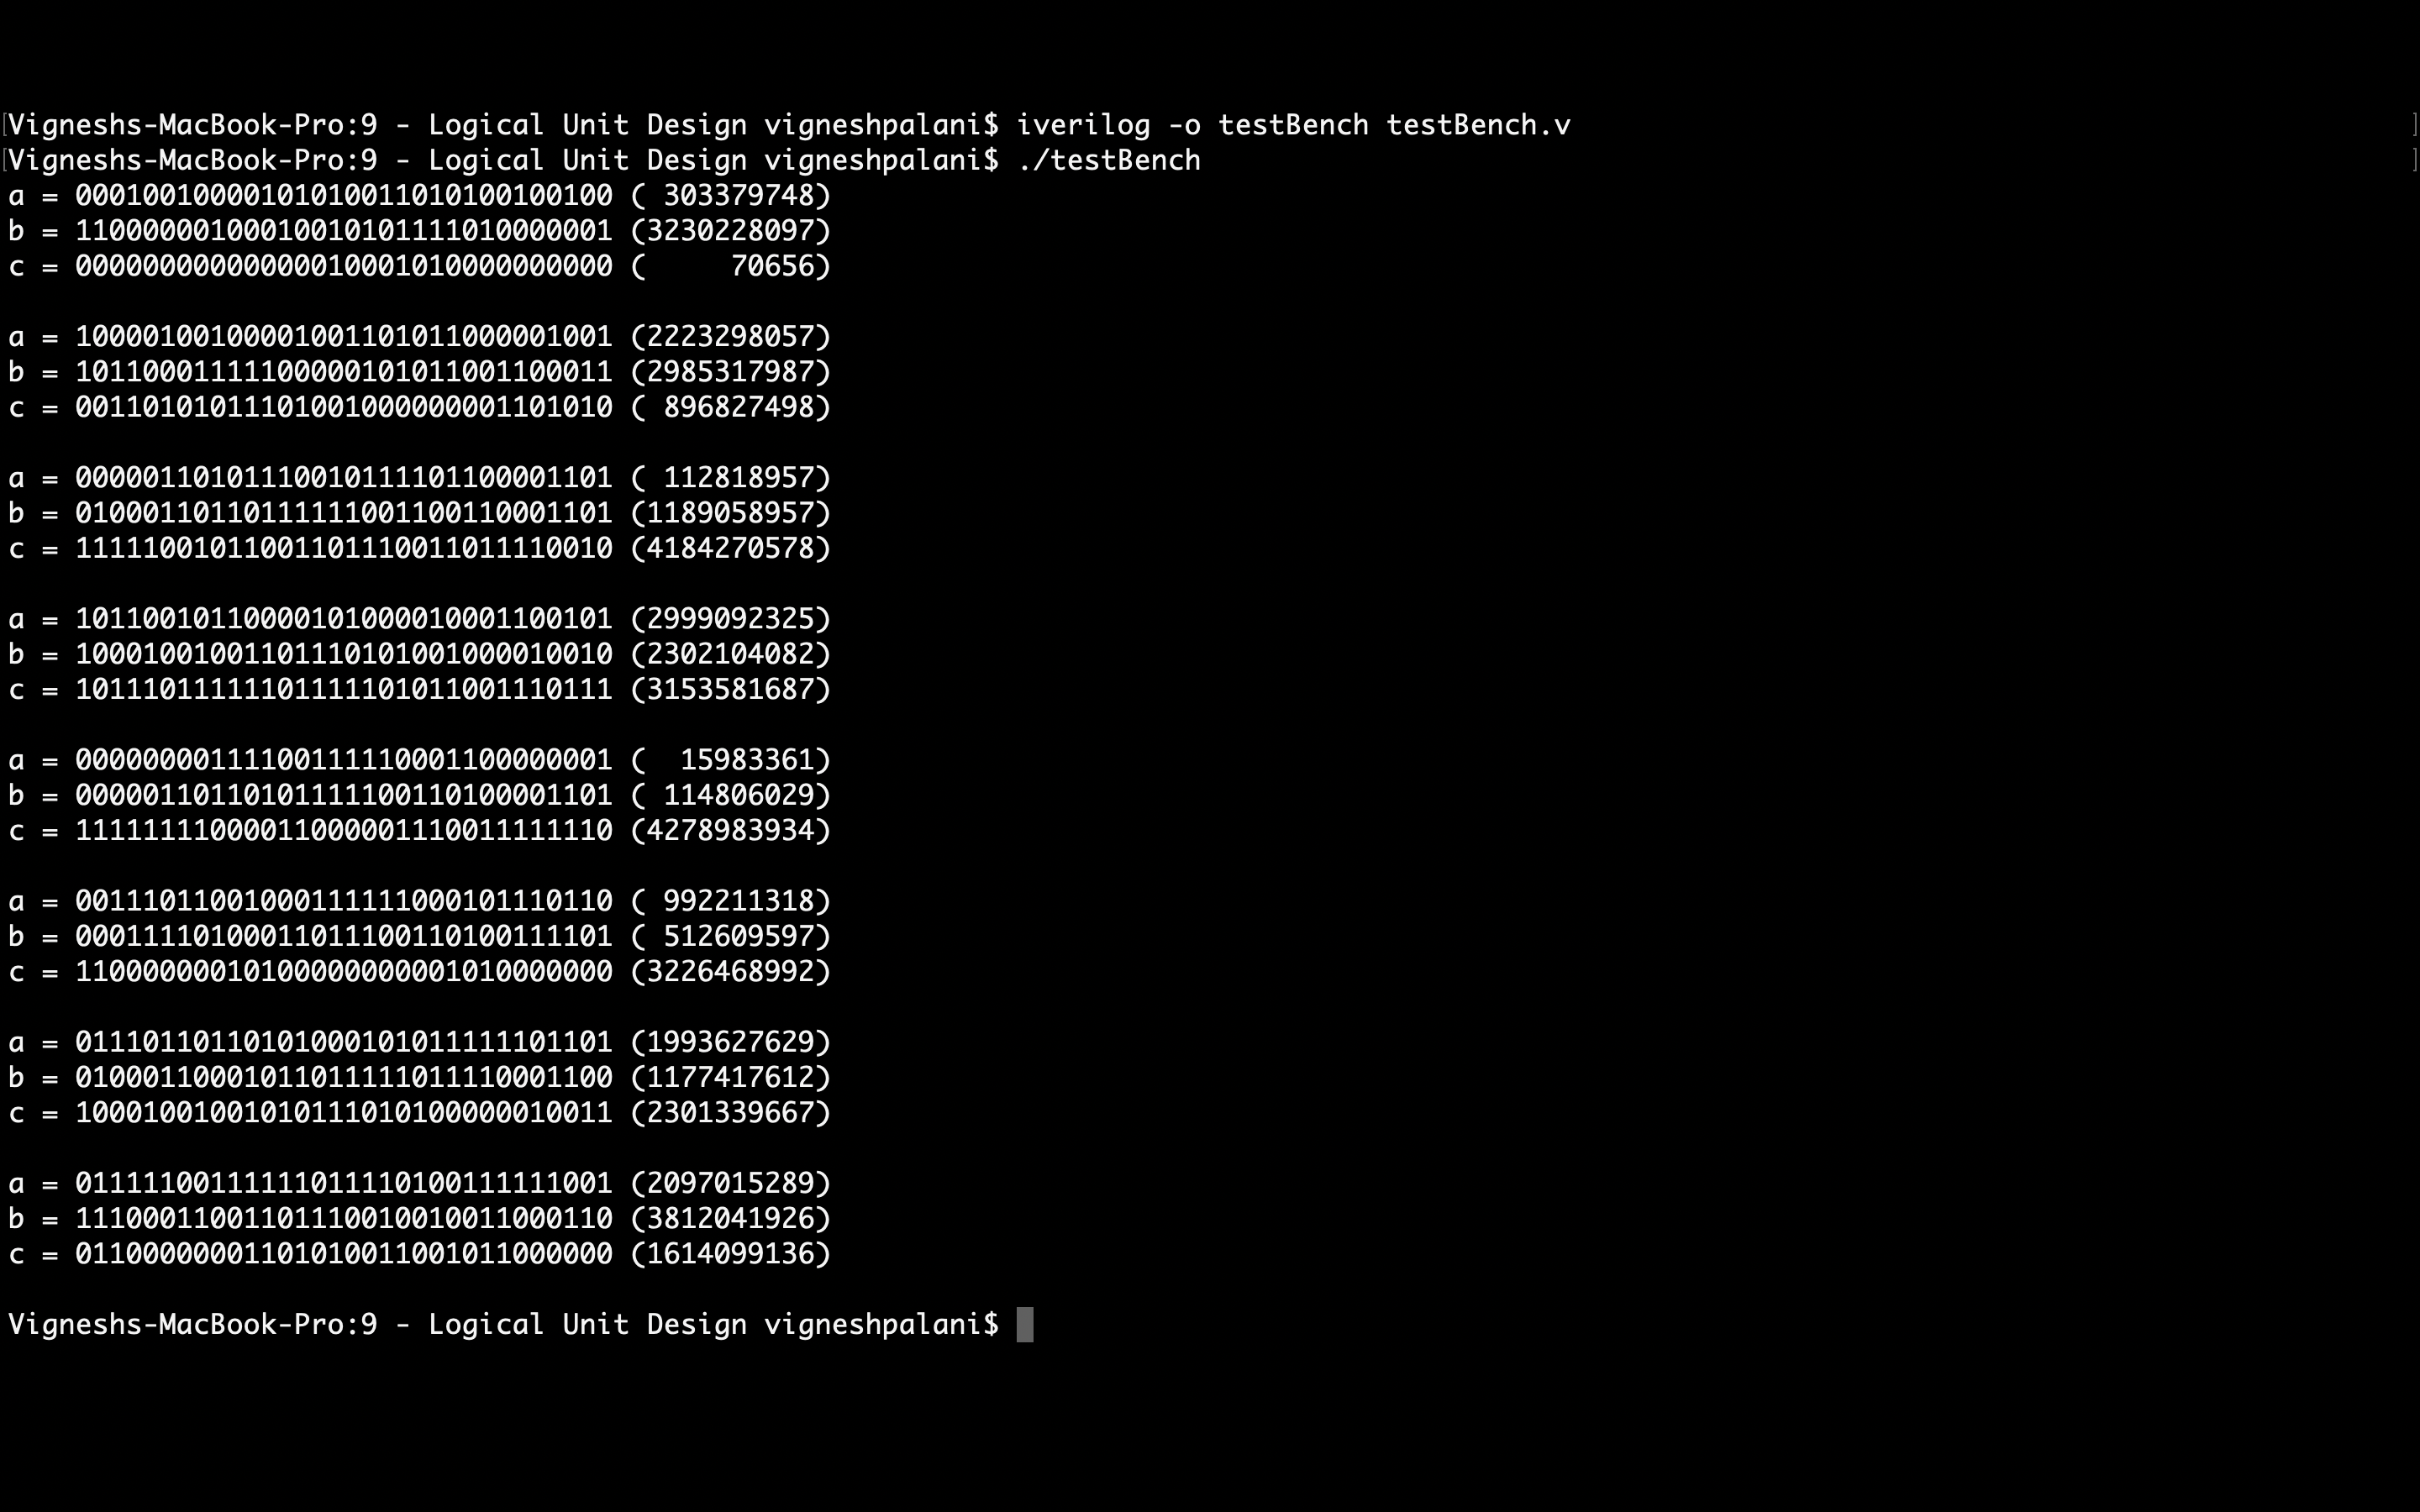 Vigneshs-MacBook-Pro:9 - Logical Unit Design vigneshpalani$ iverilog -o testBench testBench.v
Vigneshs-MacBook-Pro:9 - Logical Unit Design vigneshpalani$ ./testBench
a = 00010010000101010011010100100100 ( 303379748)
b = 11000000100010010101111010000001 (3230228097)
c = 00000000000000010001010000000000 (     70656)
a = 10000100100001001101011000001001 (2223298057)
b = 10110001111100000101011001100011 (2985317987)
c = 00110101011101001000000001101010 ( 896827498)
a = 00000110101110010111101100001101 ( 112818957)
b = 01000110110111111001100110001101 (1189058957)
c = 11111001011001101110011011110010 (4184270578)
a = 10110010110000101000010001100101 (2999092325)
b = 10001001001101110101001000010010 (2302104082)
c = 10111011111101111101011001110111 (3153581687)
a = 00000000111100111110001100000001 (  15983361)
b = 00000110110101111100110100001101 ( 114806029)
c = 11111111000011000001110011111110 (4278983934)
a = 00111011001000111111000101110110 ( 992211318)
b = 00011110100011011100110100111101 ( 512609597)
c = 11000000010100000000001010000000 (3226468992)
a = 01110110110101000101011111101101 (1993627629)
b = 01000110001011011111011110001100 (1177417612)
c = 10001001001010111010100000010011 (2301339667)
a = 01111100111111011110100111111001 (2097015289)
b = 11100011001101110010010011000110 (3812041926)
c = 01100000001101010011001011000000 (1614099136)
Vigneshs-MacBook-Pro:9 - Logical Unit Design vigneshpalani$